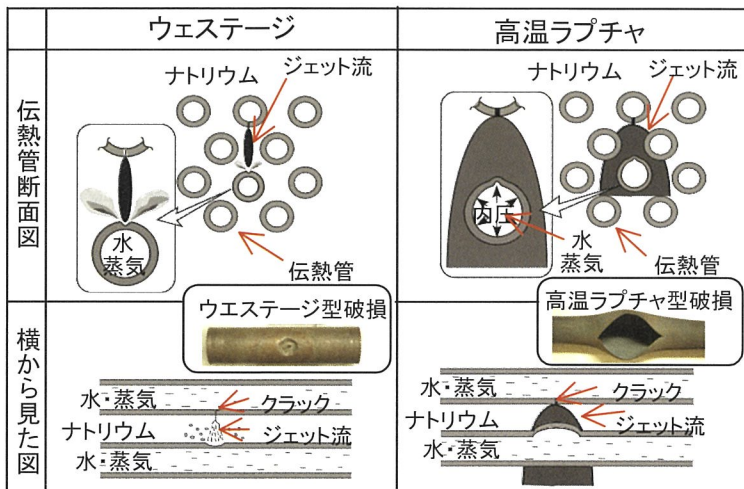 ウェステージ
高温ラプチャ
伝熱管断面図
ナトリウム
ジェット流
水
蒸気
伝熱管
ナトリウム
ジェット流
内圧
水
蒸気
伝熱管
横から見た図
ウエステージ型破損
水・蒸気
クラック
ナトリウム
ジェット流
水・蒸気
高温ラプチャ型破損
水・蒸気
クラック
ナトリウム
ジェット流
水・蒸気